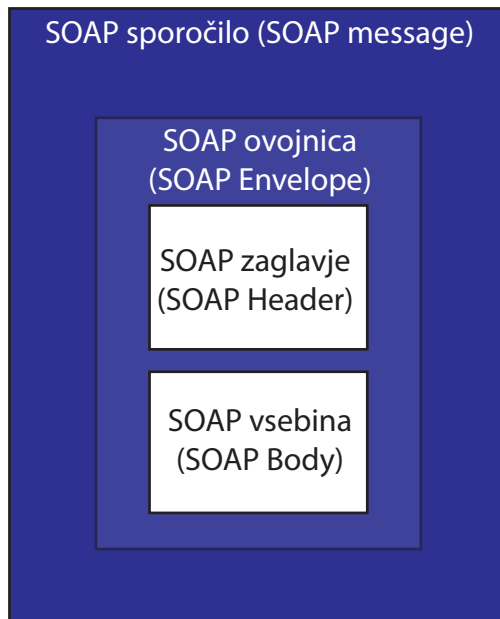 SOAP sporočilo (SOAP message)
SOAP ovojnica
(SOAP Envelope)
SOAP zaglavje
(SOAP Header)
SOAP vsebina
(SOAP Body)